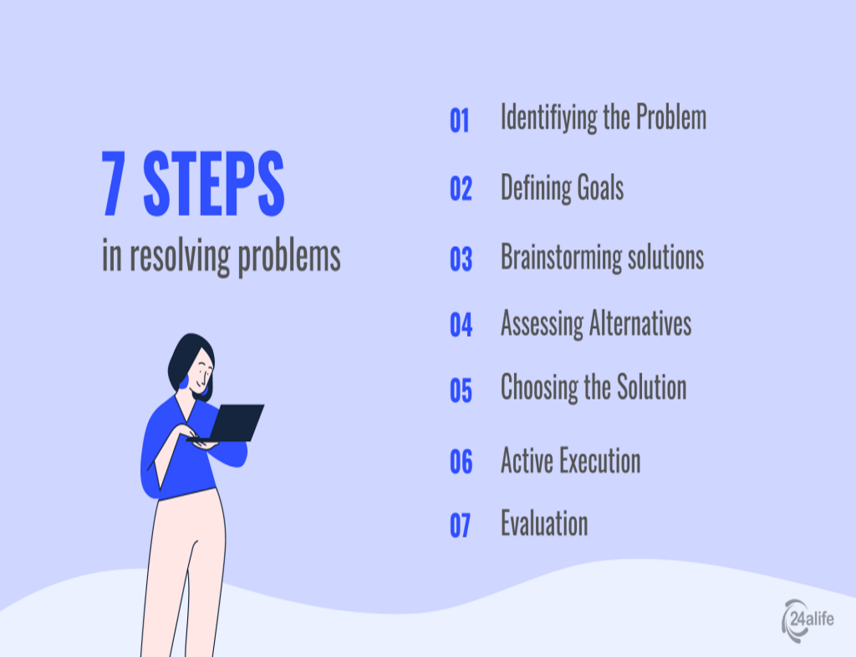 7 STEPS
in resolving problems
01 Identifiying the Problem
02 Defining Goals
03 Brainstorming solutions
04 Assessing Alternatives
05 Choosing the Solution
06 Active Execution
07 Evaluation
24alife